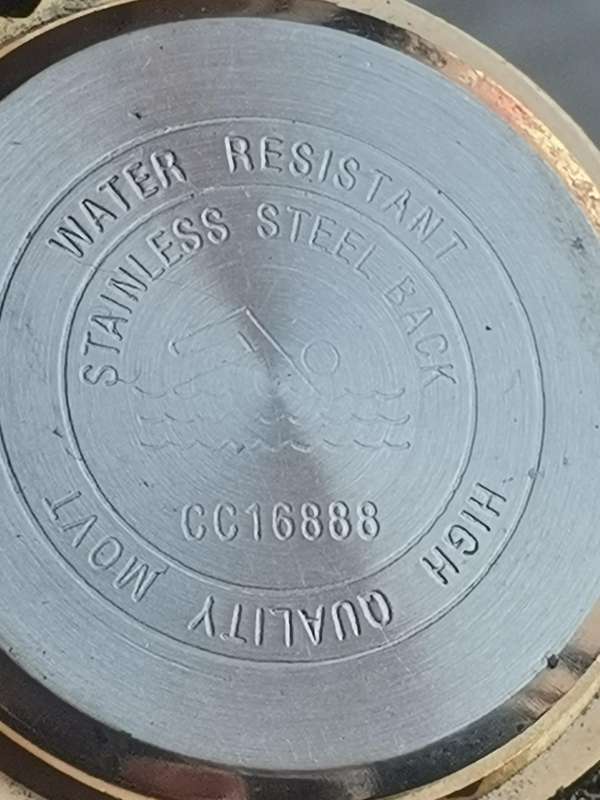 WATER RESISTANT
STAINLESS STEEL BACK
CC16888
HIGH QUALITY MOVT